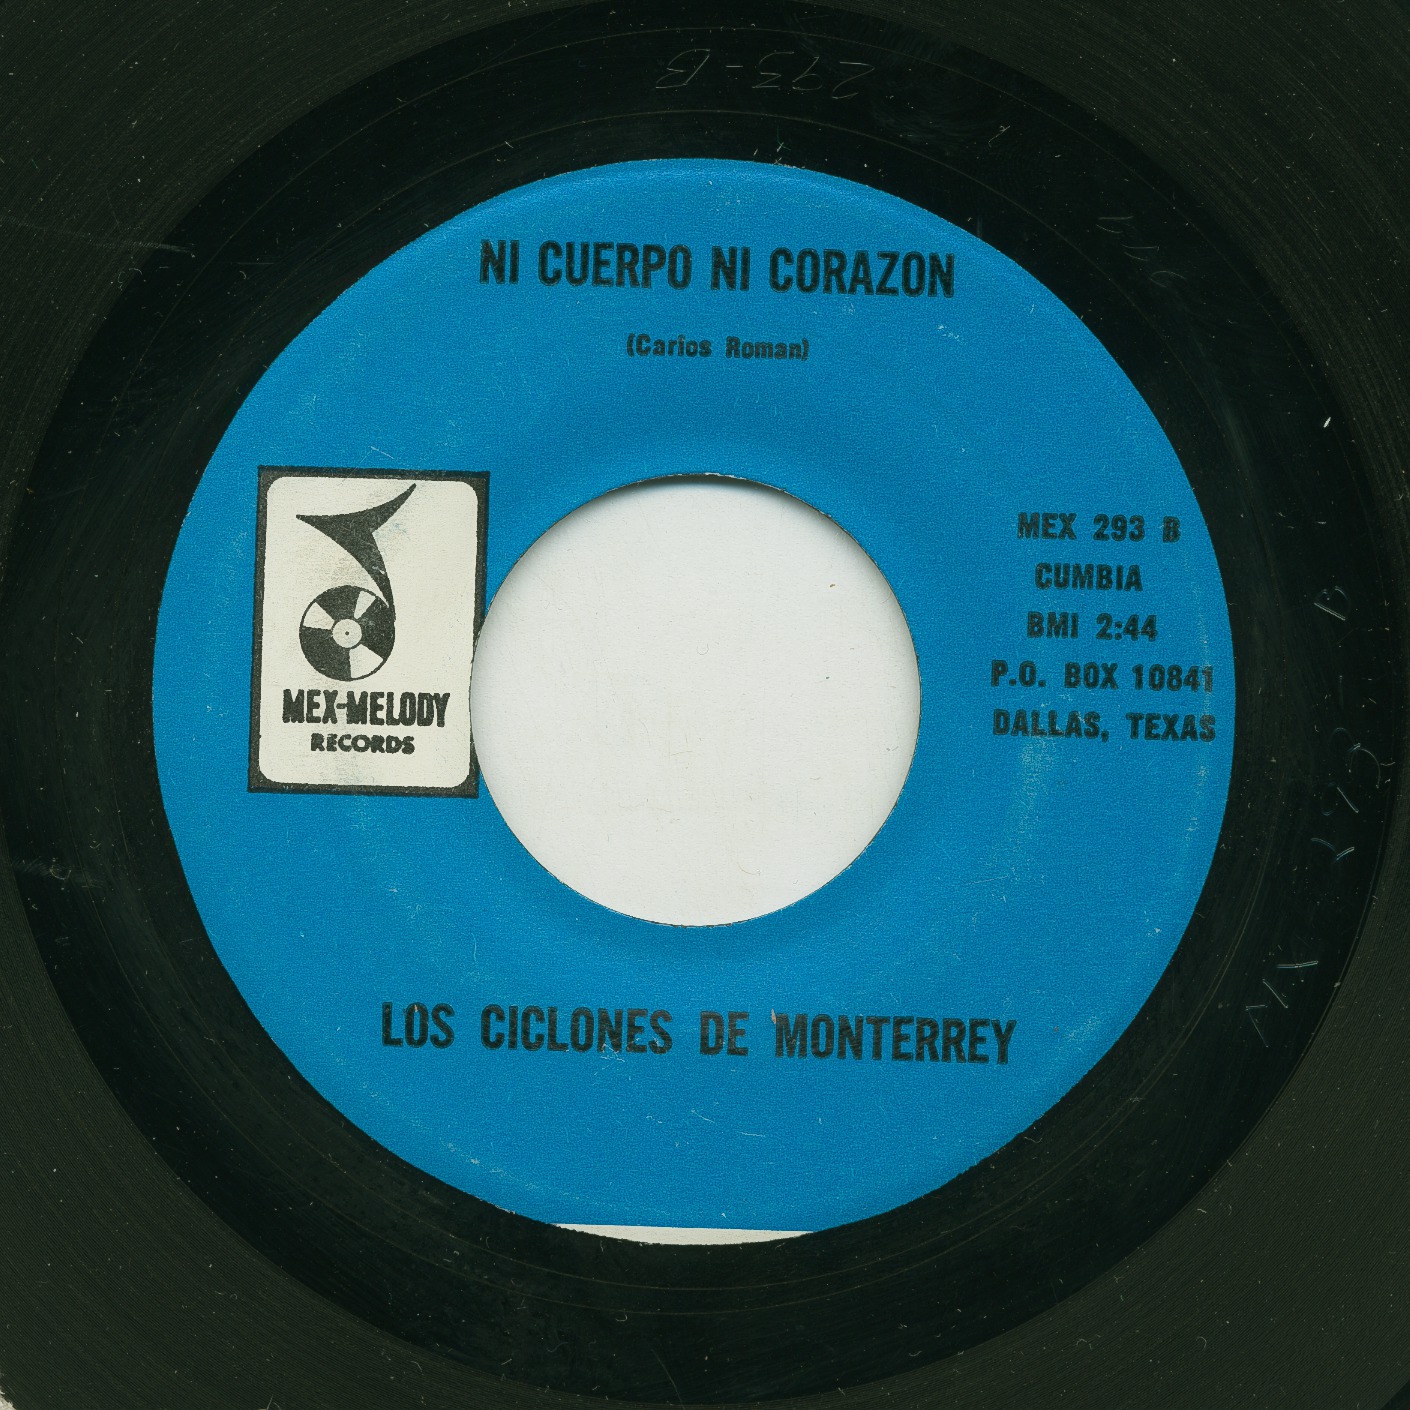 293-B
NI CUERPO NI CORAZON
(Carlos Roman)
MEX-MELODY
RECORDS
MEX 293 B
CUMBIA
BMI 2:44
P.O. BOX 10841
DALLAS, TEXAS
LOS CICLONES DE MONTERREY